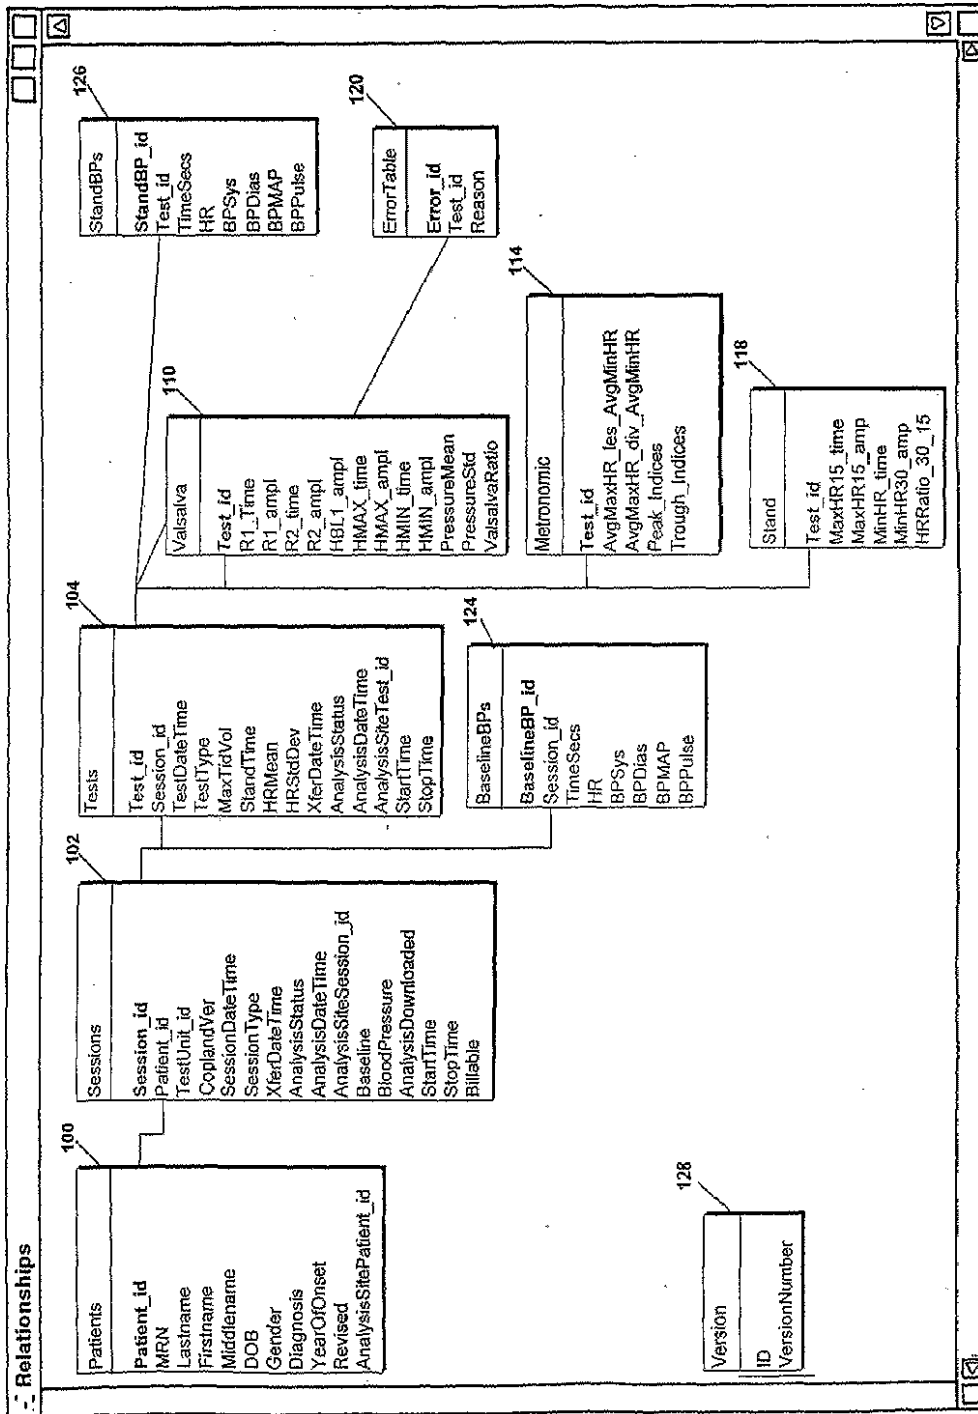 Relationships
100
Patients
Patient_id
MRN
Lastname
Firstname
Middlename
DOB
Gender
Diagnosis
YearOfOnset
Revised
AnalysisSitePatient_id
102
Sessions
Session_id
Patient_id
TestUnit_id
CoplandVer
SessionDateTime
SessionType
XferDateTime
AnalysisStatus
AnalysisDateTime
AnalysisSiteSession_id
Baseline
BloodPressure
AnalysisDownloaded
StartTime
StopTime
Billable
104
Tests
Test_id
Session_id
TestDateTime
TestType
MaxTidVol
StandTime
HRMean
HRStdDev
XferDateTime
AnalysisStatus
AnalysisDateTime
AnalysisSiteTest_id
StartTime
StopTime
110
Valsalva
Test_id
R1_Time
R1_ampl
R2_time
R2_ampl
HBL1_ampl
HMAX_time
HMAX_ampl
HMIN_time
HMIN_ampl
PressureMean
PressureStd
ValsalvaRatio
126
StandBPs
StandBP_id
Test_id
TimeSecs
HR
BPSys
BPDias
BPMAP
BPPulse
120
ErrorTable
Error_id
Test_id
Reason
124
BaselineBPs
BaselineBP_id
Session_id
TimeSecs
HR
BPSys
BPDias
BPMAP
BPPulse
114
Metronomic
Test_id
AvgMaxHR_les_AvgMinHR
AvgMaxHR_div_AvgMinHR
Peak_Indices
Trough_Indices
118
Stand
Test_id
MaxHR15_time
MaxHR15_amp
MinHR_time
MinHR30_amp
HRRatio_30_15
128
Version
ID
VersionNumber